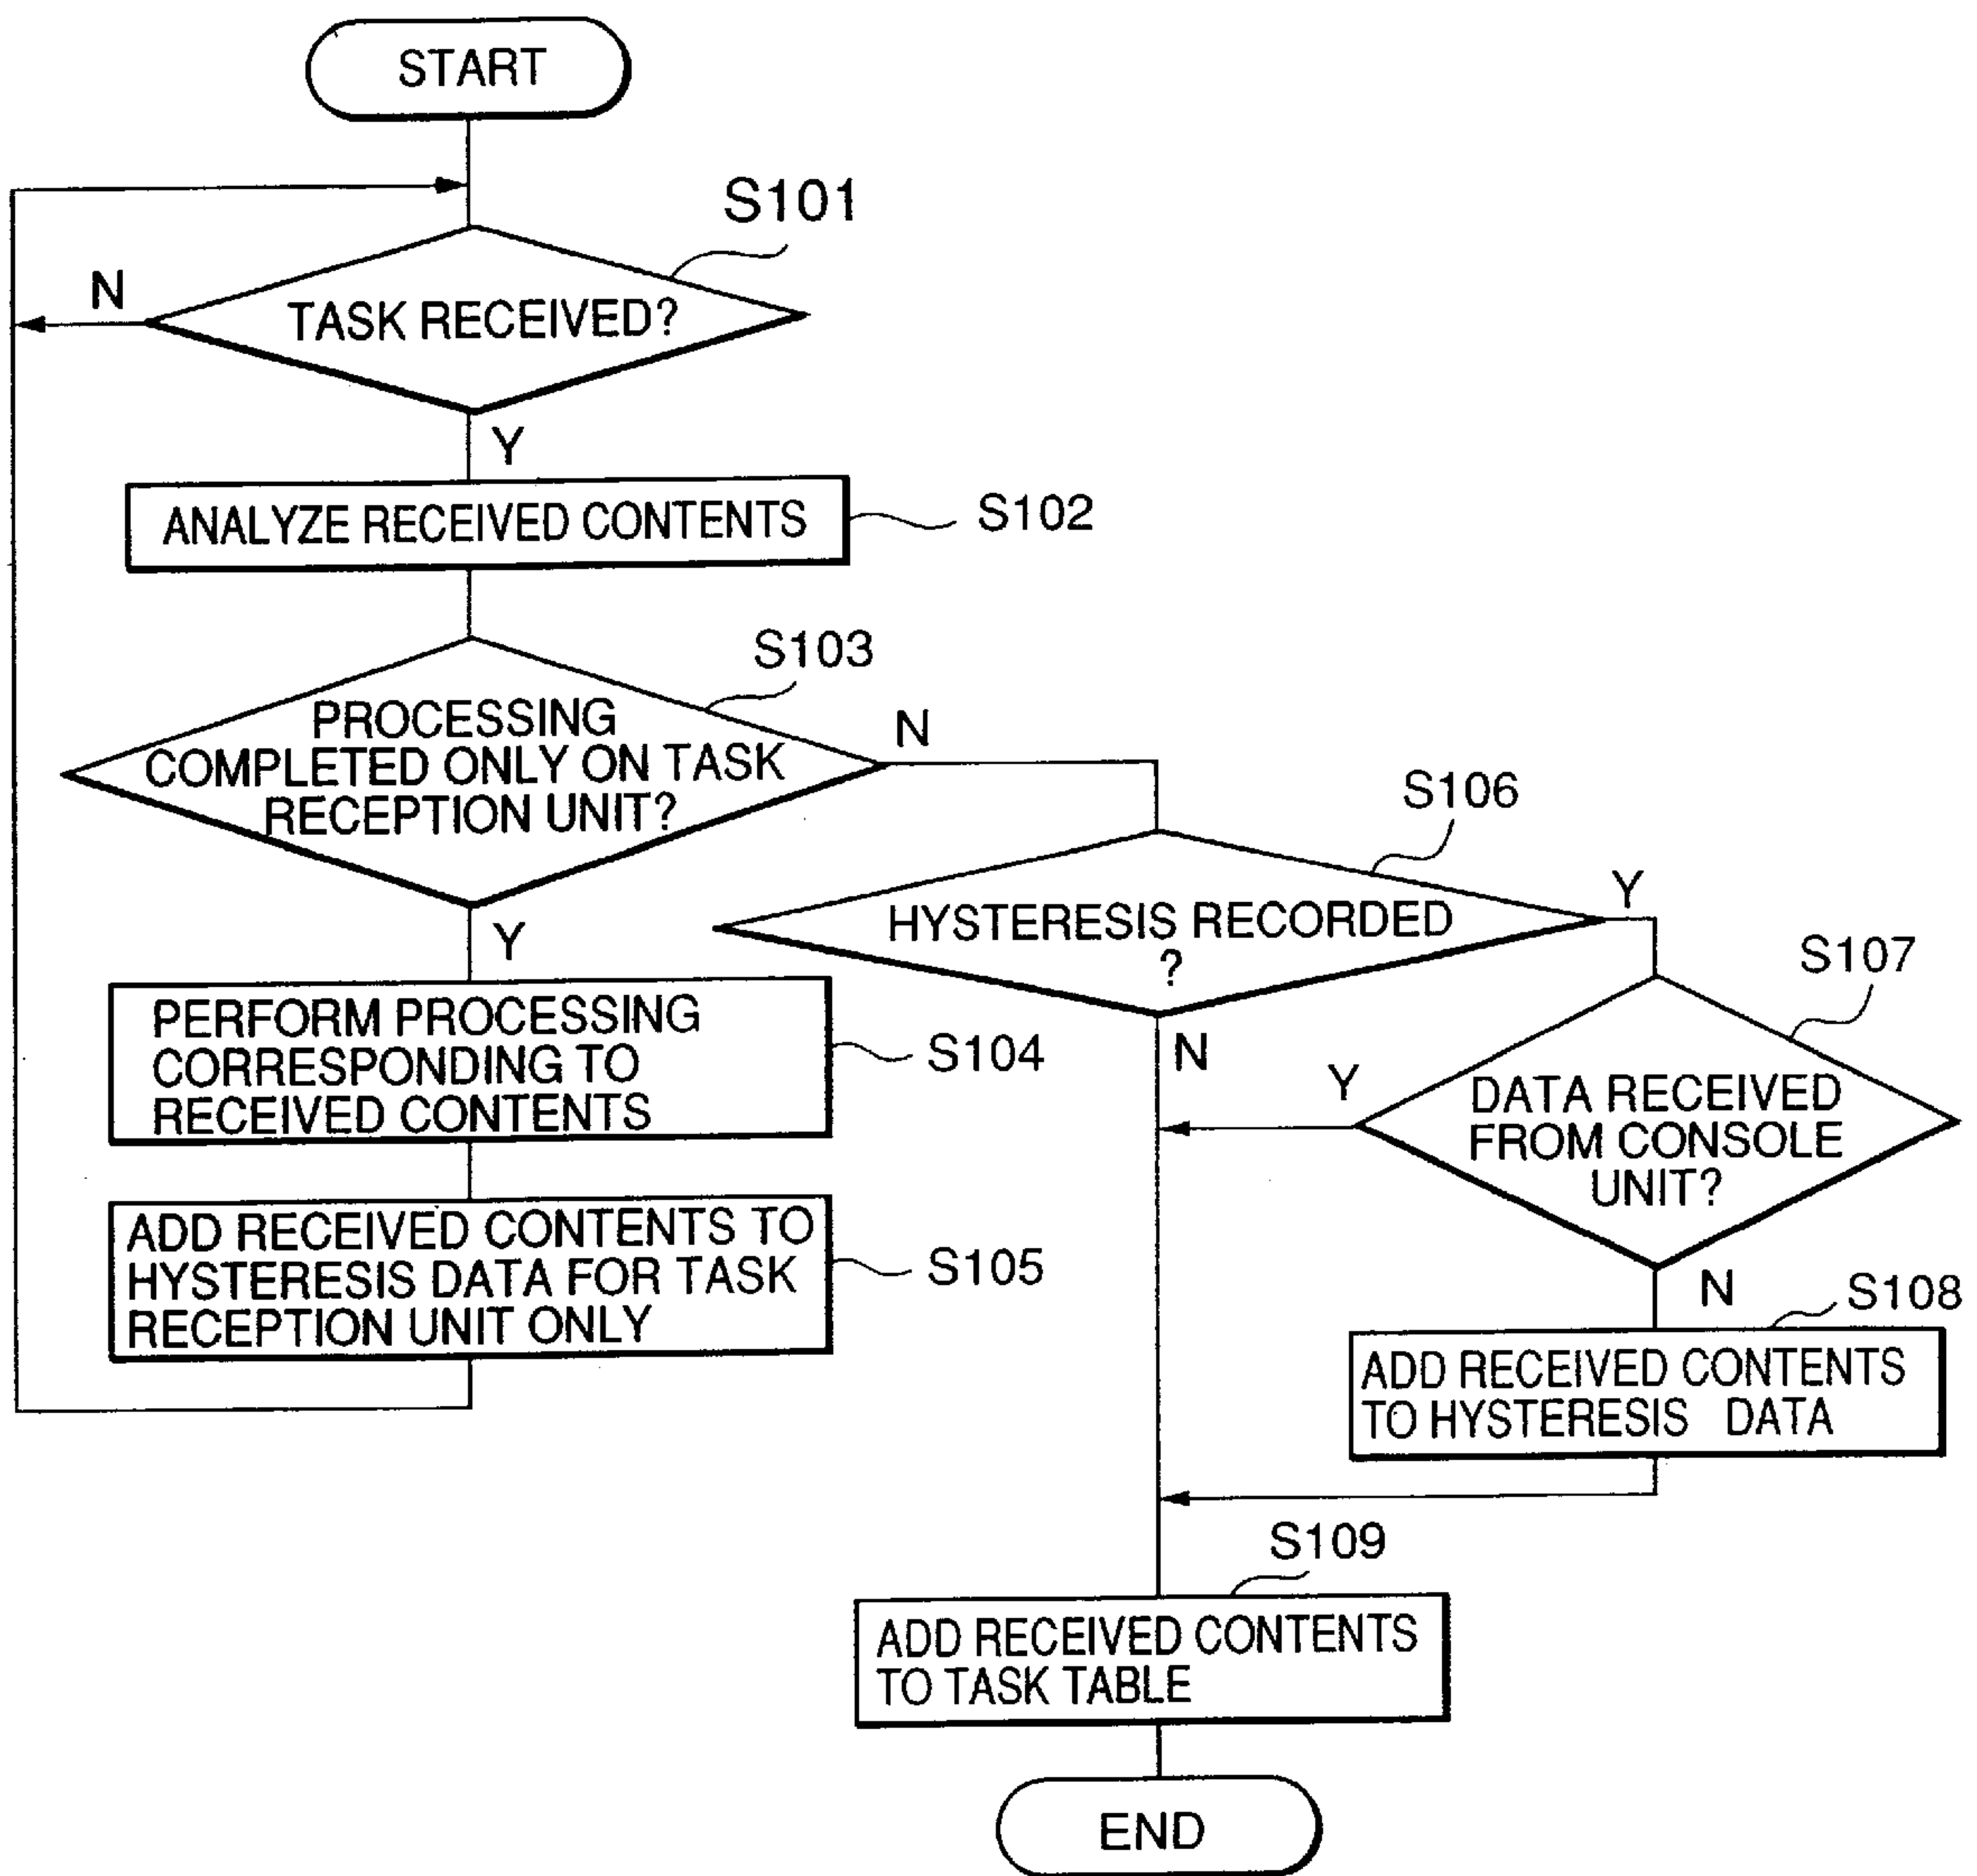 START
S101
N
TASK RECEIVED?
Y
ANALYZE RECEIVED CONTENTS
S102
S103
PROCESSING
COMPLETED ONLY ON TASK
RECEPTION UNIT?
N
Y
S106
HYSTERESIS RECORDED
?
Y
N
S107
DATA RECEIVED
FROM CONSOLE
UNIT?
Y
N
PERFORM PROCESSING
CORRESPONDING TO
RECEIVED CONTENTS
S104
ADD RECEIVED CONTENTS TO
HYSTERESIS DATA FOR TASK
RECEPTION UNIT ONLY
S105
S108
ADD RECEIVED CONTENTS
TO HYSTERESIS DATA
S109
ADD RECEIVED CONTENTS
TO TASK TABLE
END